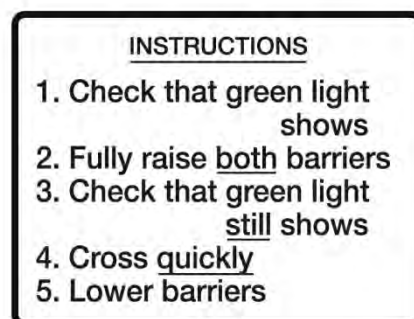 INSTRUCTIONS
1. Check that green light
shows
2. Fully raise both barriers
3. Check that green light
still shows
4. Cross quickly
5. Lower barriers